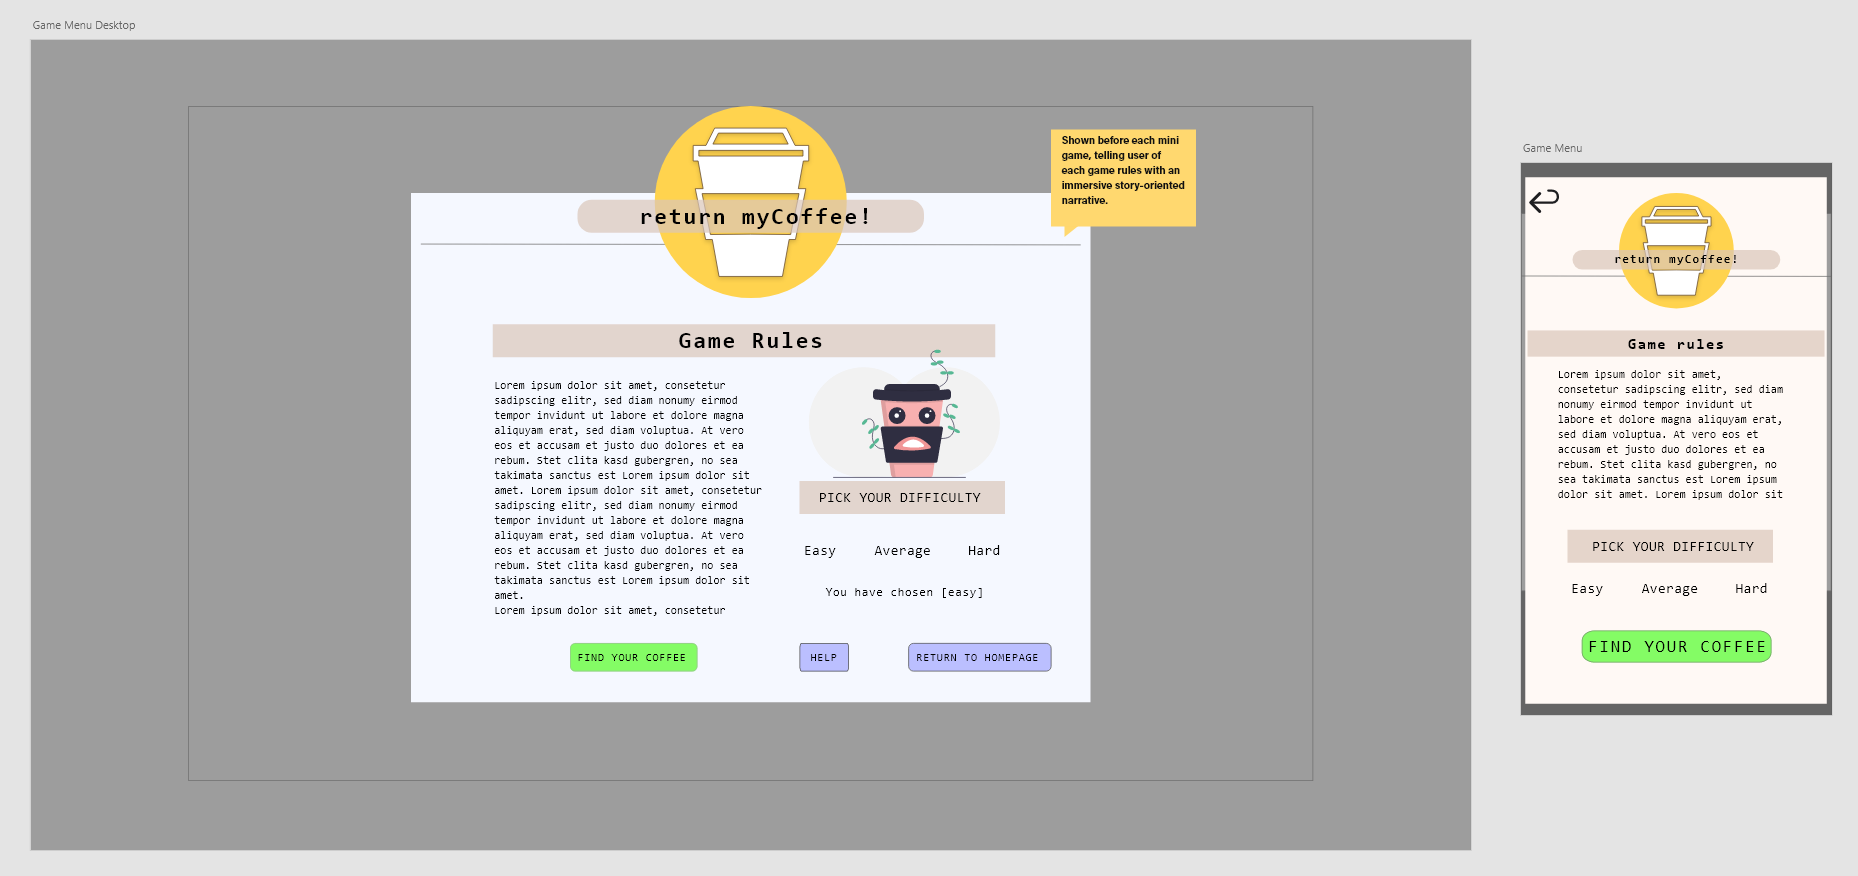 Game Menu Desktop
Shown before each mini
game, telling user of
each game rules with an
immersive story-oriented
narrative.
return myCoffee!
Game Rules
Lorem ipsum dolor sit amet, consetetur
sadipscing elitr, sed diam nonumy eirmod
tempor invidunt ut labore et dolore magna
aliquyam erat, sed diam voluptua. At vero
eos et accusam et justo duo dolores et ea
rebum. Stet clita kasd gubergren, no sea
takimata sanctus est Lorem ipsum dolor sit
amet. Lorem ipsum dolor sit amet, consetetur
sadipscing elitr, sed diam nonumy eirmod
tempor invidunt ut labore et dolore magna
aliquyam erat, sed diam voluptua. At vero
eos et accusam et justo duo dolores et ea
rebum. Stet clita kasd gubergren, no sea
takimata sanctus est Lorem ipsum dolor sit
amet.
Lorem ipsum dolor sit amet, consetetur
PICK YOUR DIFFICULTY
Easy Average Hard
You have chosen [easy]
FIND YOUR COFFEE
HELP
RETURN TO HOMEPAGE
Game Menu
return myCoffee!
Game rules
Lorem ipsum dolor sit amet,
consetetur sadipscing elitr, sed diam
nonumy eirmod tempor invidunt ut
labore et dolore magna aliquyam erat,
sed diam voluptua. At vero eos et
accusam et justo duo dolores et ea
rebum. Stet clita kasd gubergren, no
sea takimata sanctus est Lorem ipsum
dolor sit amet. Lorem ipsum dolor sit
PICK YOUR DIFFICULTY
Easy Average Hard
FIND YOUR COFFEE